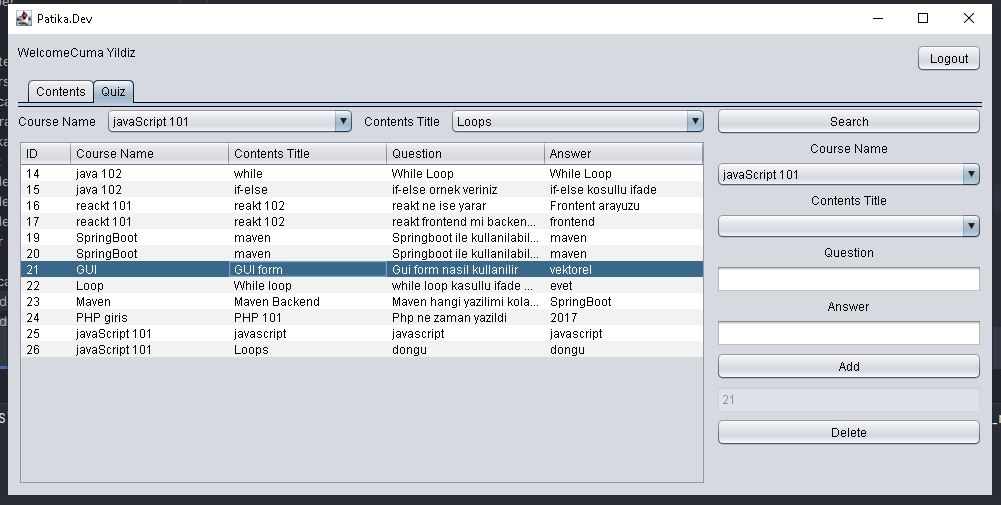 Patika.Dev
WelcomeCuma Yildiz
Logout
Contents Quiz
Course Name javaScript 101 Contents Title Loops Search
Course Name
javaScript 101
Contents Title
Question
Answer
Add
21
Delete
ID Course Name Contents Title Question Answer
14 java 102 while While Loop While Loop
15 java 102 if-else if-else ornek veriniz if-else kosullu ifade
16 reackt 101 reakt 102 reakt ne ise yarar Frontent arayuzu
17 reackt 101 reakt 102 reakt frontend mi backen... frontend
19 SpringBoot maven Springboot ile kullanilabil... maven
20 SpringBoot maven Springboot ile kullanilabil... maven
21 GUI GUI form Gui form nasil kullanilir vektorel
22 Loop While loop while loop kasullu ifade ... evet
23 Maven Maven Backend Maven hangi yazilimi kola... SpringBoot
24 PHP giris PHP 101 Php ne zaman yazildi 2017
25 javaScript 101 javascript javascript javascript
26 javaScript 101 Loops dongu dongu